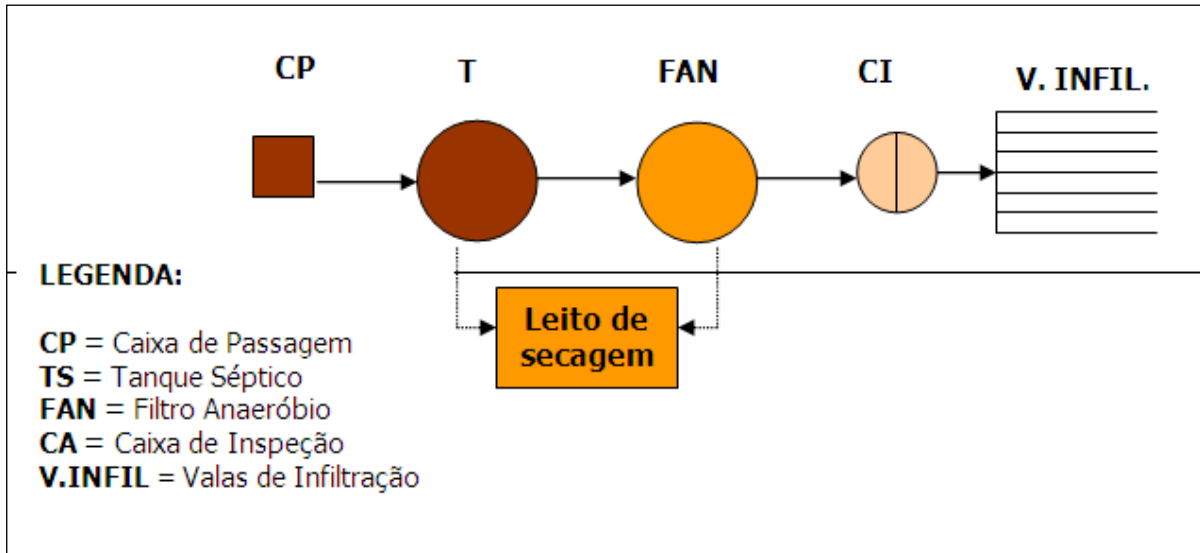 CP
T
FAN
CI
V. INFIL.
LEGENDA:
Leito de
secagem
CP = Caixa de Passagem
TS = Tanque Séptico
FAN = Filtro Anaeróbio
CA = Caixa de Inspeção
V.INFIL = Valas de Infiltração